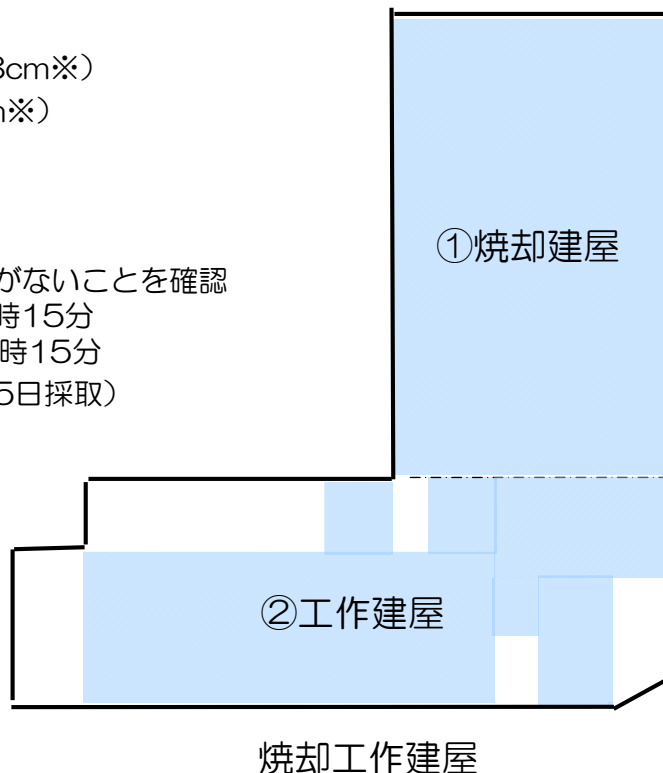 3cm※）
m※）
がないことを確認
時15分
時15分
5日採取）
①焼却建屋
②工作建屋
焼却工作建屋